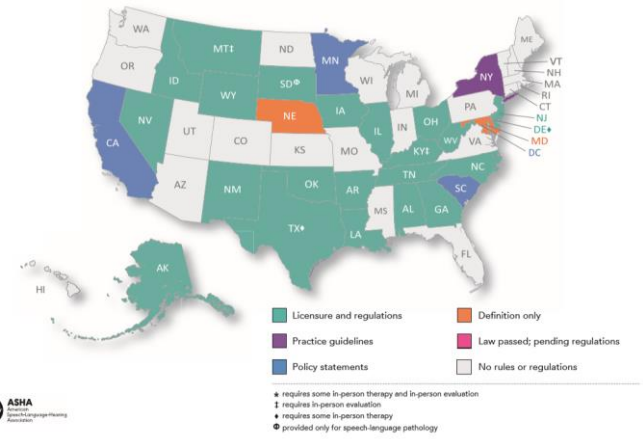 WA
MT‡
ND
MN
ME
OR
ID
SD⦶
WI
MI
NY
VT
NH
MA
RI
CT
NJ
DE♦
MD
DC
WY
IA
PA
NE
NV
UT
CO
IL
IN
OH
WV
VA
CA
KS
MO
KY‡
NC
AZ
NM
OK
AR
TN
SC
TX♦
LA
MS
AL
GA
FL
HI
AK
Licensure and regulations
Definition only
Practice guidelines
Law passed; pending regulations
Policy statements
No rules or regulations
★ requires some in-person therapy and in-person evaluation
‡ requires in-person evaluation
♦ requires some in-person therapy
⦶ provided only for speech-language pathology
ASHA
American
Speech-Language-Hearing
Association